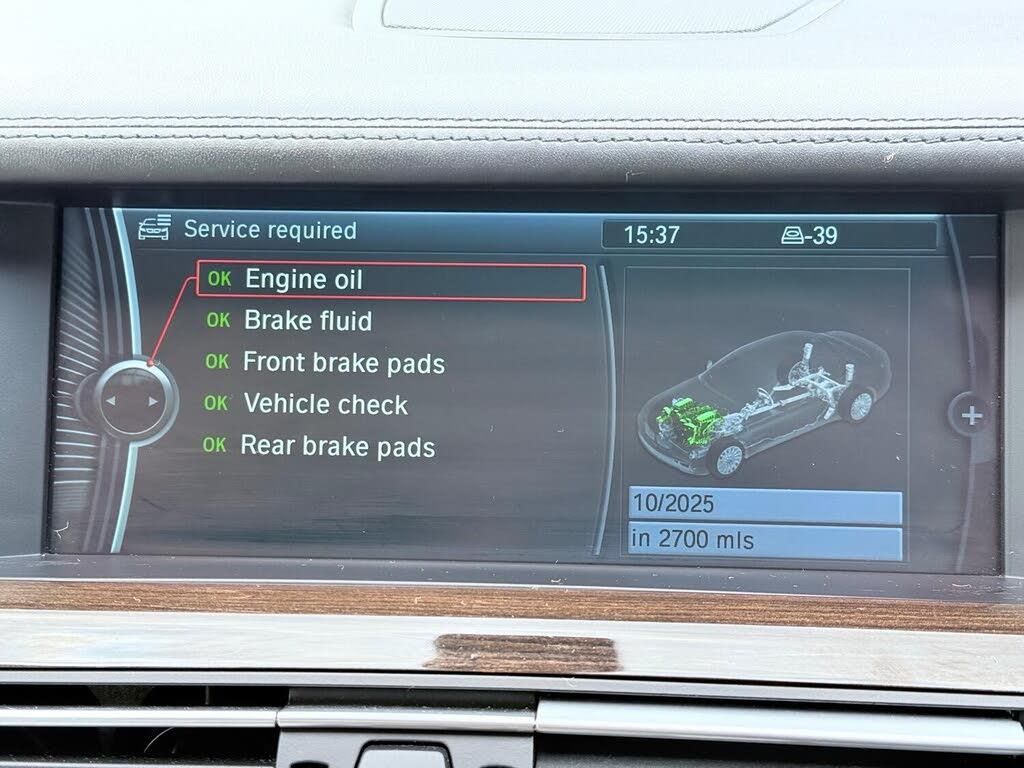 Service required
15:37
-39
OK Engine oil
OK Brake fluid
OK Front brake pads
OK Vehicle check
OK Rear brake pads
+
10/2025
in 2700 mls